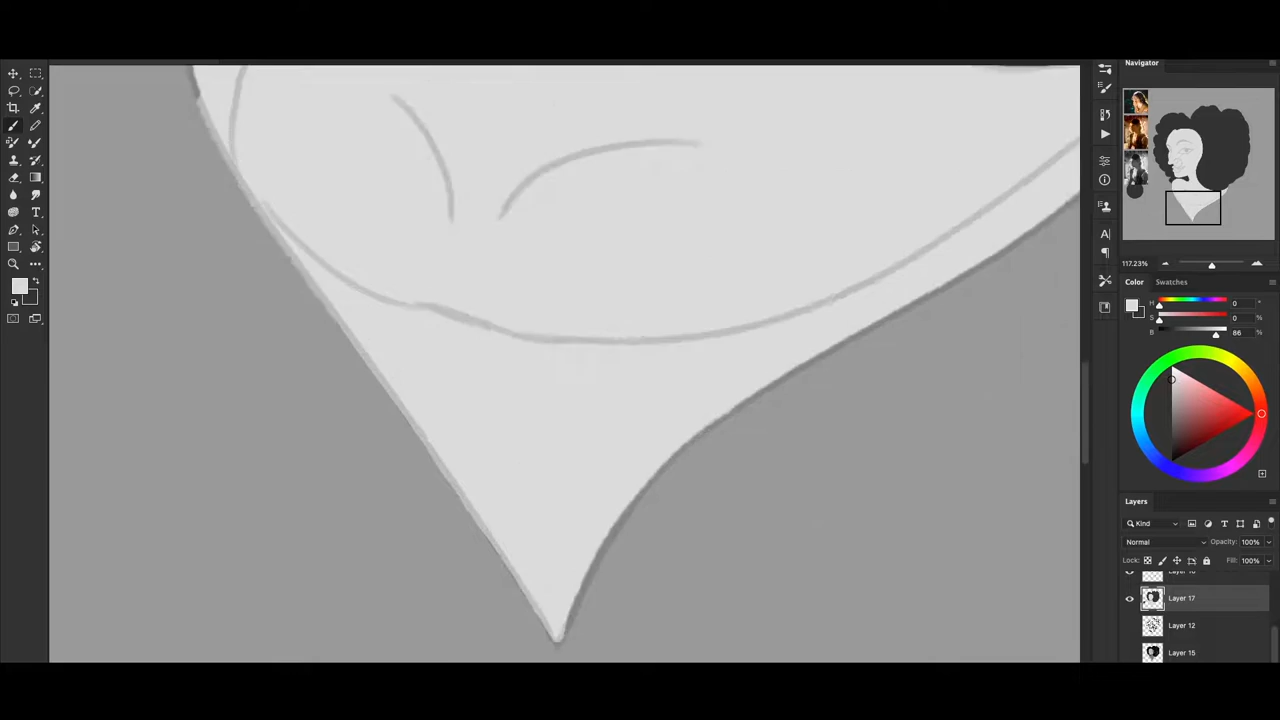 Navigator
117.23%
Color Swatches
H 0 °
S 0 %
B 86 %
Layers
Kind
Normal Opacity: 100%
Lock: Fill: 100%
Layer 17
Layer 12
Layer 15